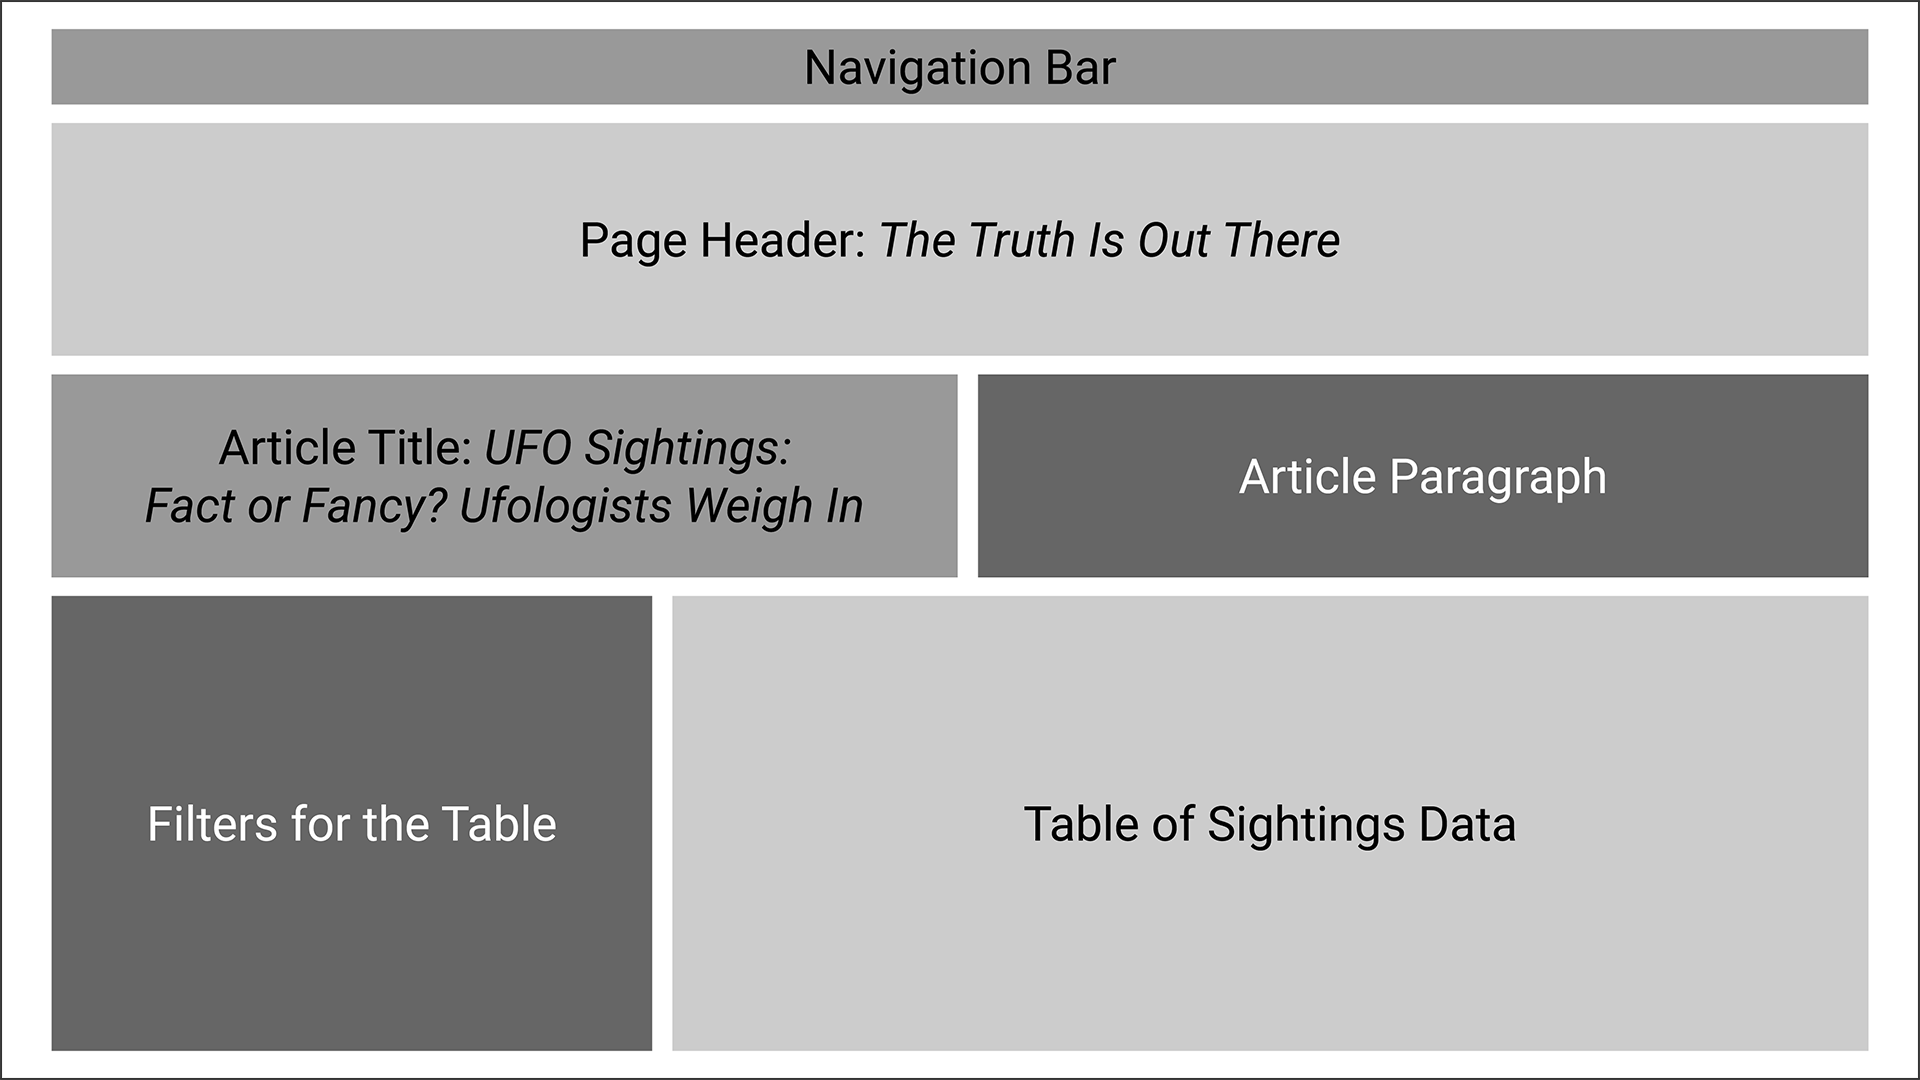 Navigation Bar
Page Header: The Truth Is Out There
Article Title: UFO Sightings:
Fact or Fancy? Ufologists Weigh In
Article Paragraph
Filters for the Table
Table of Sightings Data